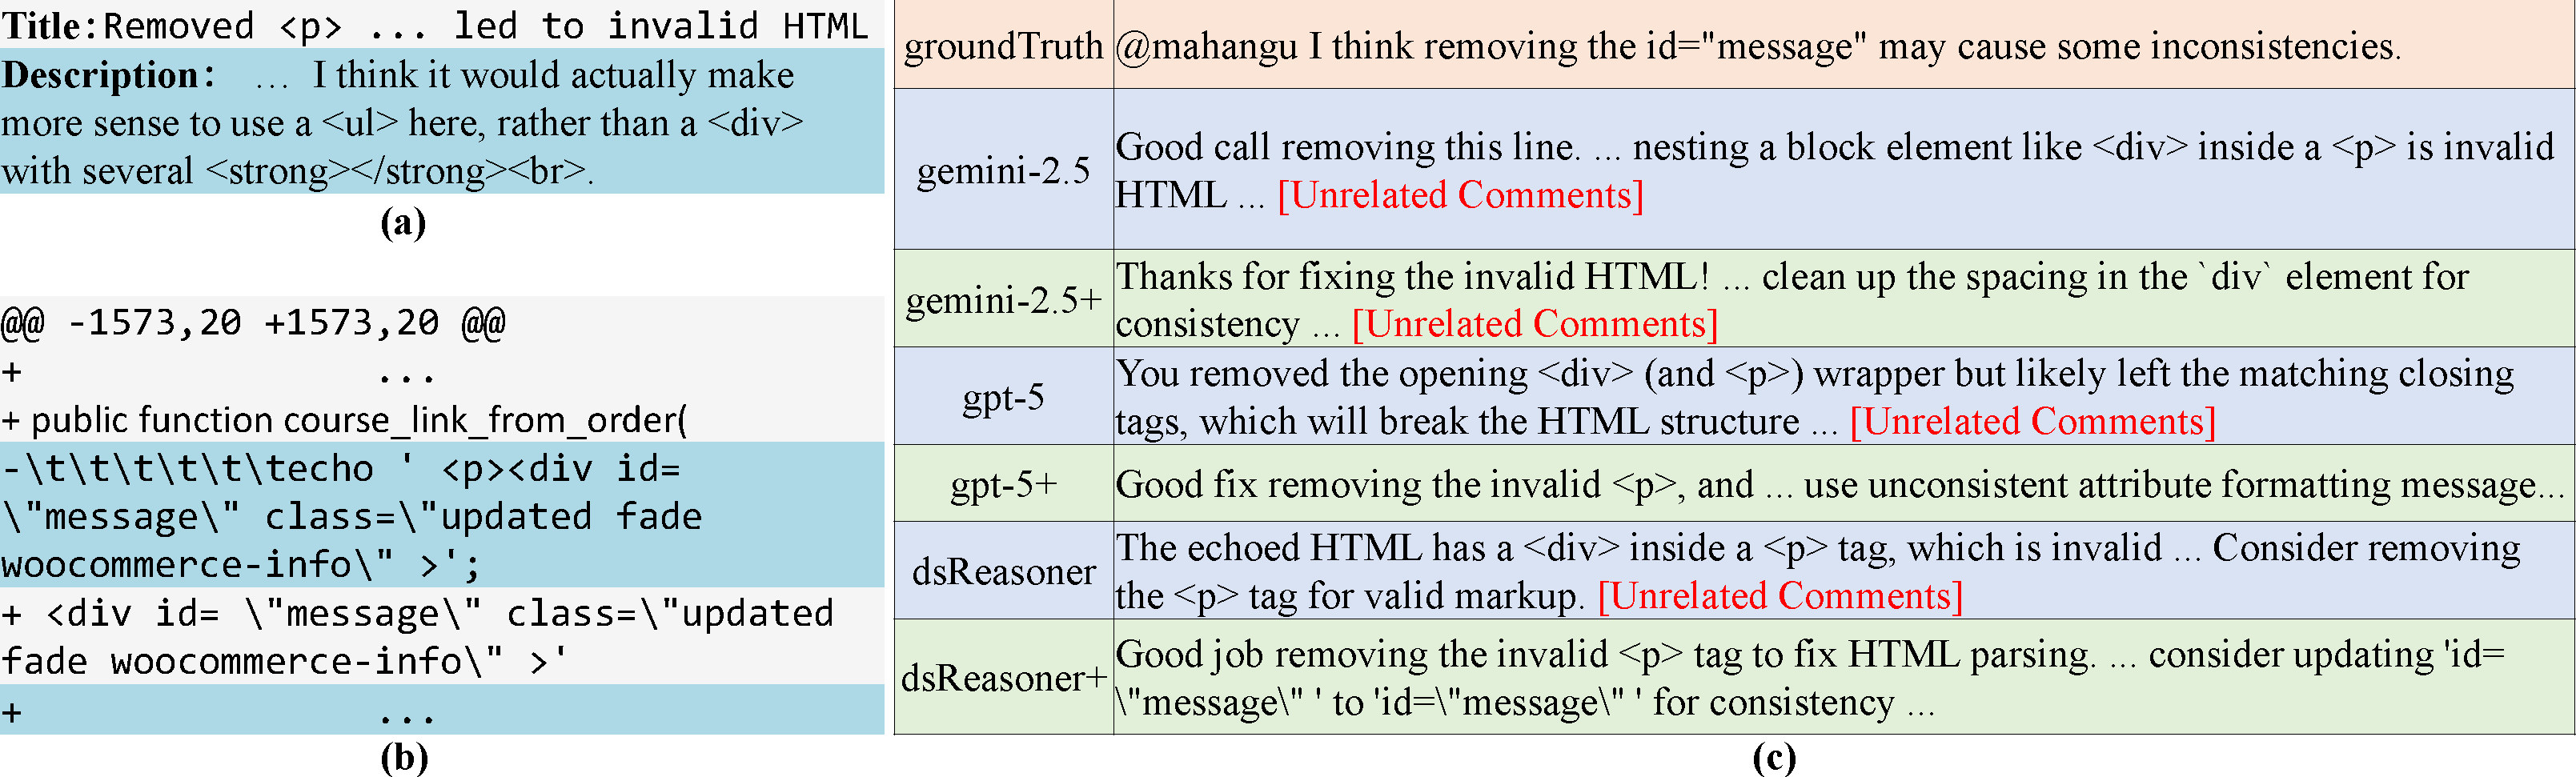 Title:Removed <p> ... led to invalid HTML
Description: ... I think it would actually make
more sense to use a <ul> here, rather than a <div>
with several <strong></strong><br>.
(a)
@@ -1573,20 +1573,20 @@
+ ...
+ public function course_link_from_order(
-\t\t\t\t\t\techo ' <p><div id=
\"message\" class=\"updated fade
woocommerce-info\" >';
+ <div id= \"message\" class=\"updated
fade woocommerce-info\" >'
+ ...
(b)
groundTruth @mahangu I think removing the id="message" may cause some inconsistencies.
gemini-2.5
Good call removing this line. ... nesting a block element like <div> inside a <p> is invalid
HTML ... [Unrelated Comments]
gemini-2.5+
Thanks for fixing the invalid HTML! ... clean up the spacing in the `div` element for
consistency ... [Unrelated Comments]
gpt-5
You removed the opening <div> (and <p>) wrapper but likely left the matching closing
tags, which will break the HTML structure ... [Unrelated Comments]
gpt-5+ Good fix removing the invalid <p>, and ... use unconsistent attribute formatting message...
dsReasoner
The echoed HTML has a <div> inside a <p> tag, which is invalid ... Consider removing
the <p> tag for valid markup. [Unrelated Comments]
dsReasoner+
Good job removing the invalid <p> tag to fix HTML parsing. ... consider updating 'id=
\"message\" ' to 'id=\"message\" ' for consistency ...
(c)